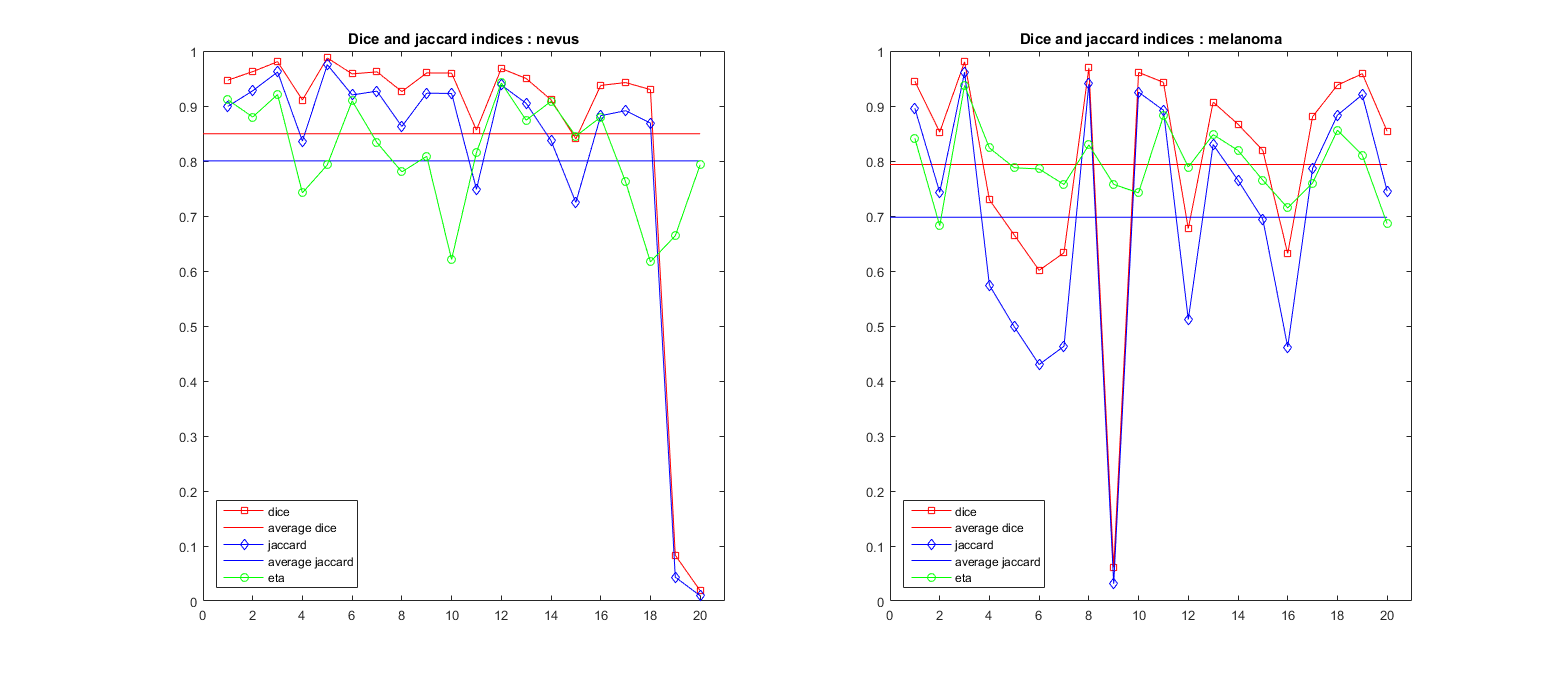 Dice and jaccard indices : nevus
1
0.9
0.8
0.7
0.6
0.5
0.4
0.3
0.2
0.1
0
dice
average dice
jaccard
average jaccard
eta
0 2 4 6 8 10 12 14 16 18 20
Dice and jaccard indices : melanoma
1
0.9
0.8
0.7
0.6
0.5
0.4
0.3
0.2
0.1
0
dice
average dice
jaccard
average jaccard
eta
0 2 4 6 8 10 12 14 16 18 20